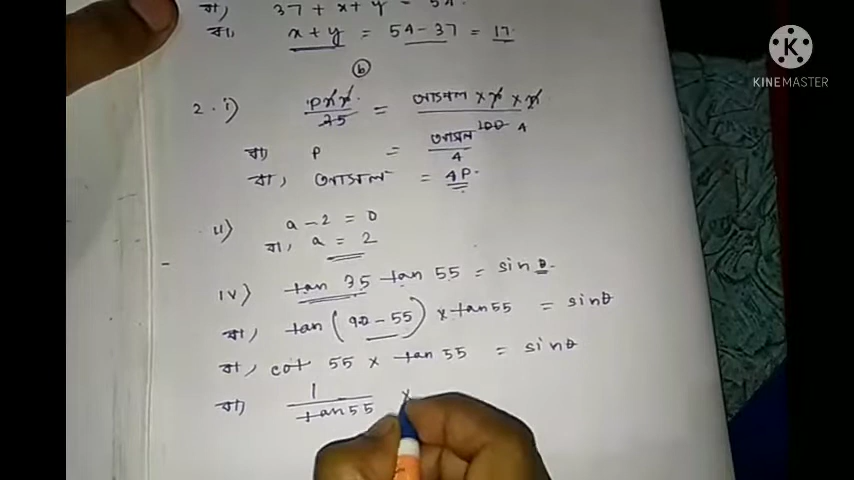 বা, 37 + x + y = 54.
বা, x + y = 54 - 37 = 17
(b)
KINEMASTER
2. i) P x x / 25 = আসল × x × x / 100 4
বা P = আসল / 4
বা, আসল = 4P.
ii) a - 2 = 0
বা, a = 2
iv) tan 35 tan 55 = sin θ.
বা, tan (90 - 55) × tan 55 = sin θ
বা, cot 55 × tan 55 = sin θ
বা 1 / tan 55 ×